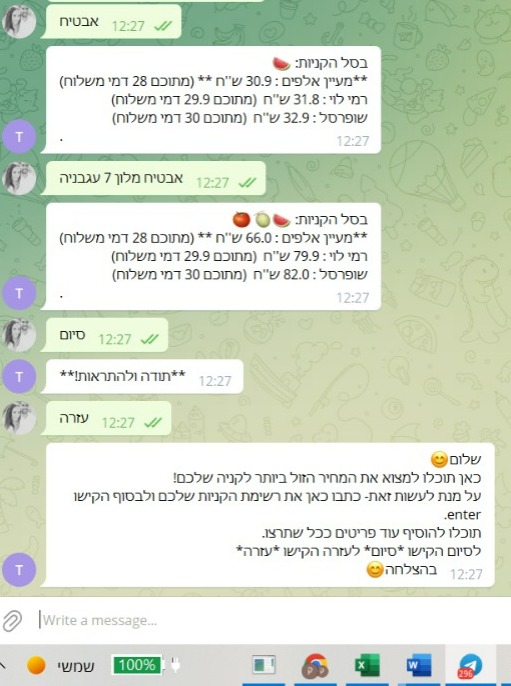 אבטיח
12:27
בסל הקניות: 🍉
**מעיין אלפים : 30.9 ש''ח ** (מתוכם 28 דמי משלוח)
רמי לוי : 31.8 ש''ח (מתוכם 29.9 דמי משלוח)
שופרסל : 32.9 ש''ח (מתוכם 30 דמי משלוח)
.
12:27
T
אבטיח מלון 7 עגבניה
12:27
בסל הקניות: 🍉🍈🍅
**מעיין אלפים : 66.0 ש''ח ** (מתוכם 28 דמי משלוח)
רמי לוי : 79.9 ש''ח (מתוכם 29.9 דמי משלוח)
שופרסל : 82.0 ש''ח (מתוכם 30 דמי משלוח)
.
12:27
T
סיום
12:27
**תודה ולהתראות!**
12:27
T
עזרה
12:27
שלום😊
כאן תוכלו למצוא את המחיר הזול ביותר לקניה שלכם!
על מנת לעשות זאת- כתבו כאן את רשימת הקניות שלכם ולבסוף הקישו
enter.
תוכלו להוסיף עוד פריטים ככל שתרצו.
לסיום הקישו *סיום* לעזרה הקישו *עזרה*
בהצלחה😊
12:27
T
Write a message...
שמשי
100%
X
W
296